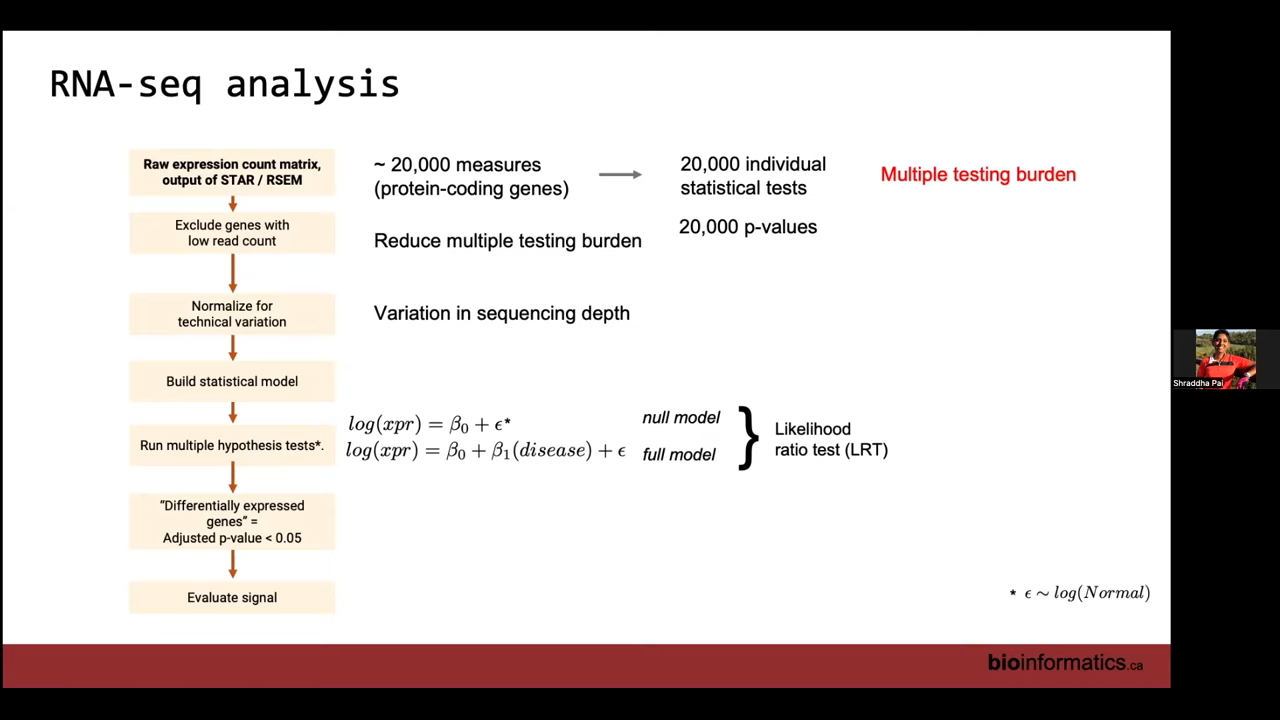 RNA-seq analysis
Raw expression count matrix,
output of STAR / RSEM
~ 20,000 measures
(protein-coding genes)
20,000 individual
statistical tests
Multiple testing burden
Exclude genes with
low read count
Reduce multiple testing burden
20,000 p-values
Normalize for
technical variation
Variation in sequencing depth
Build statistical model
Run multiple hypothesis tests*.
log(xpr) = β₀ + ϵ*
null model
log(xpr) = β₀ + β₁(disease) + ϵ
full model
}
Likelihood
ratio test (LRT)
“Differentially expressed
genes” =
Adjusted p-value < 0.05
Evaluate signal
* ϵ ∼ log(Normal)
bioinformatics.ca
Shraddha Pai